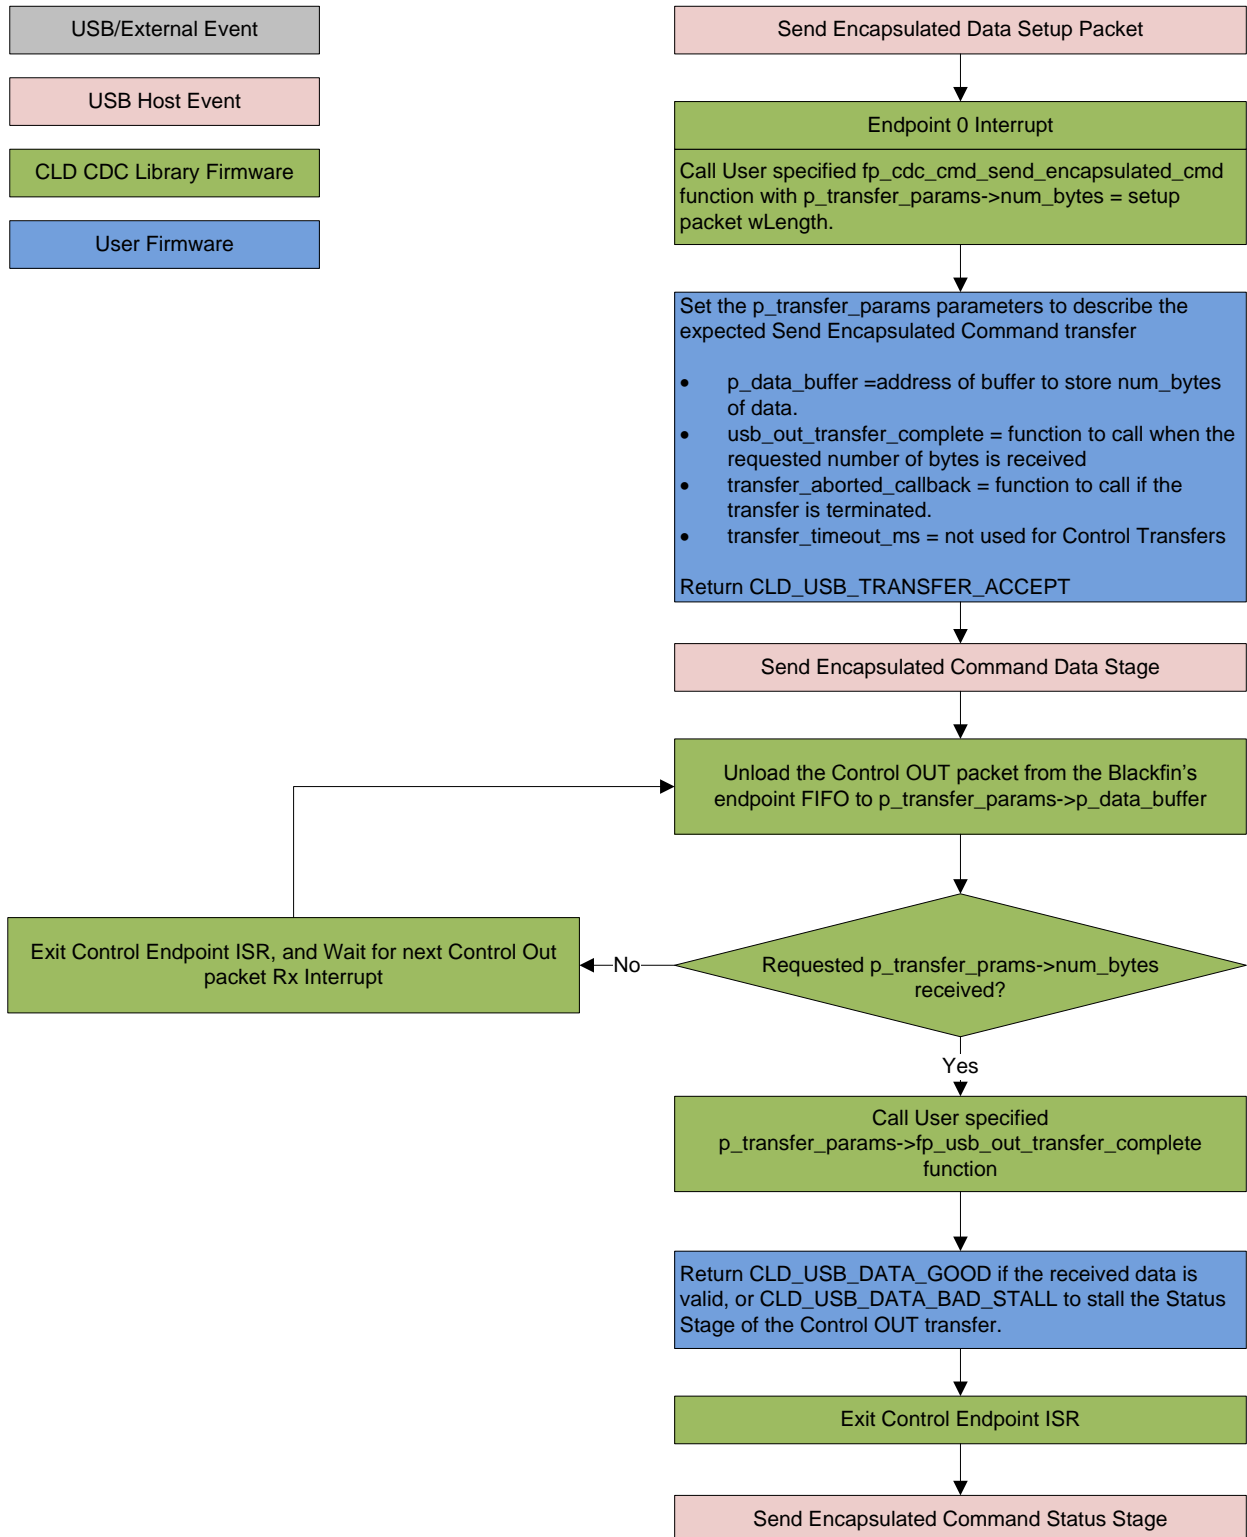 USB/External Event
USB Host Event
CLD CDC Library Firmware
User Firmware
Send Encapsulated Data Setup Packet
Endpoint 0 Interrupt
Call User specified fp_cdc_cmd_send_encapsulated_cmd
function with p_transfer_params->num_bytes = setup
packet wLength.
Set the p_transfer_params parameters to describe the
expected Send Encapsulated Command transfer
• p_data_buffer =address of buffer to store num_bytes
of data.
• usb_out_transfer_complete = function to call when the
requested number of bytes is received
• transfer_aborted_callback = function to call if the
transfer is terminated.
• transfer_timeout_ms = not used for Control Transfers
Return CLD_USB_TRANSFER_ACCEPT
Send Encapsulated Command Data Stage
Unload the Control OUT packet from the Blackfin's
endpoint FIFO to p_transfer_params->p_data_buffer
Requested p_transfer_prams->num_bytes
received?
No
Exit Control Endpoint ISR, and Wait for next Control Out
packet Rx Interrupt
Yes
Call User specified
p_transfer_params->fp_usb_out_transfer_complete
function
Return CLD_USB_DATA_GOOD if the received data is
valid, or CLD_USB_DATA_BAD_STALL to stall the Status
Stage of the Control OUT transfer.
Exit Control Endpoint ISR
Send Encapsulated Command Status Stage